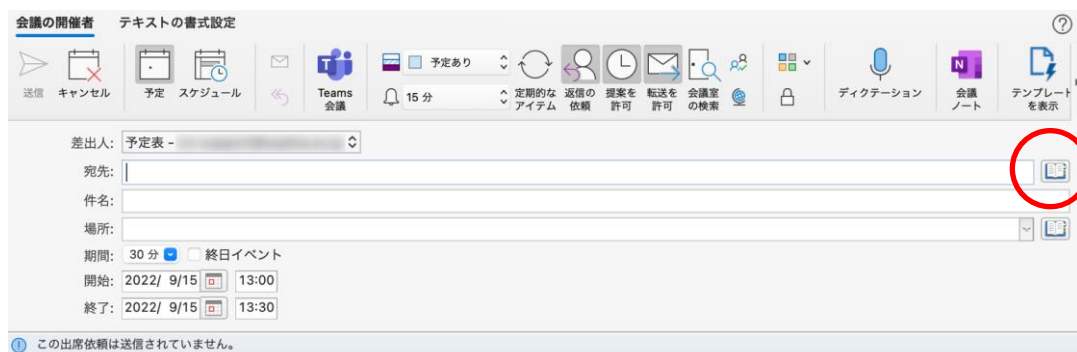 会議の開催者 テキストの書式設定
送信 キャンセル 予定 スケジュール Teams 会議 予定あり 15 分 定期的な アイテム 返信の 依頼 提案を 許可 転送を 許可 会議室 の検索 ディクテーション N 会議 ノート テンプレート を表示
差出人: 予定表 -
宛先:
件名:
場所:
期間: 30 分 終日イベント
開始: 2022/ 9/15 13:00
終了: 2022/ 9/15 13:30
この出席依頼は送信されていません。